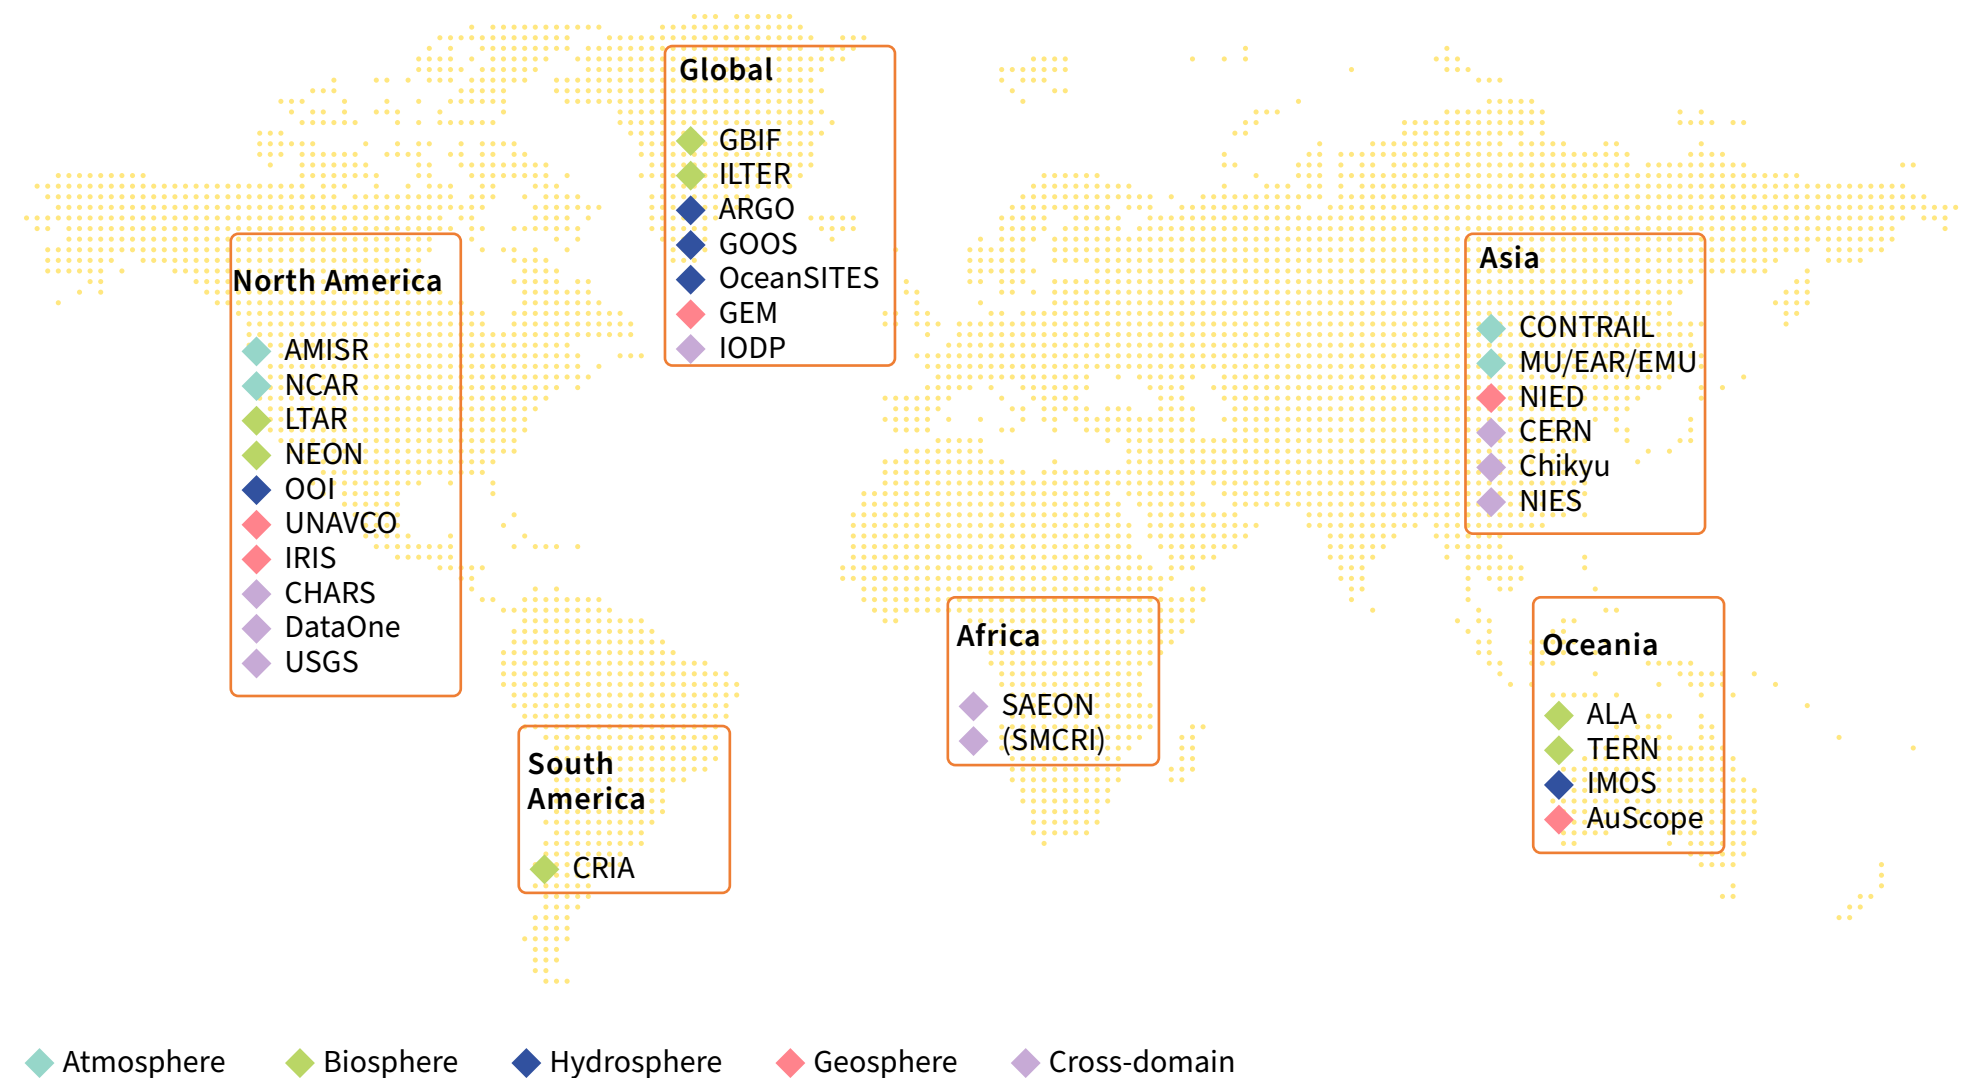 Global
GBIF
ILTER
ARGO
GOOS
OceanSITES
GEM
IODP
North America
AMISR
NCAR
LTAR
NEON
OOI
UNAVCO
IRIS
CHARS
DataOne
USGS
Asia
CONTRAIL
MU/EAR/EMU
NIED
CERN
Chikyu
NIES
South
America
CRIA
Africa
SAEON
(SMCRI)
Oceania
ALA
TERN
IMOS
AuScope
Atmosphere
Biosphere
Hydrosphere
Geosphere
Cross-domain